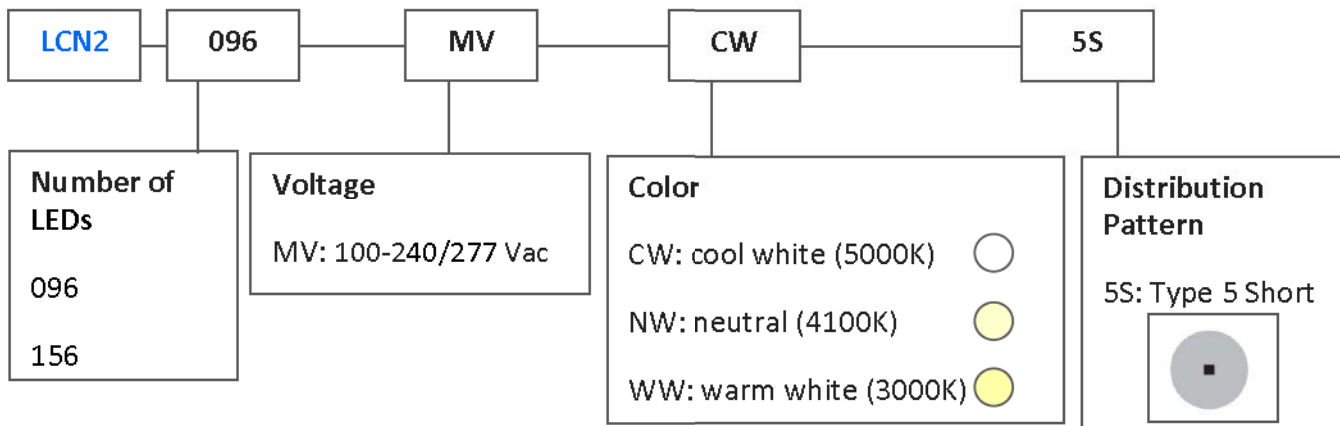 LCN2 096 MV CW 5S
Number of
LEDs
096
156
Voltage
MV: 100-240/277 Vac
Color
CW: cool white (5000K)
NW: neutral (4100K)
WW: warm white (3000K)
Distribution
Pattern
5S: Type 5 Short